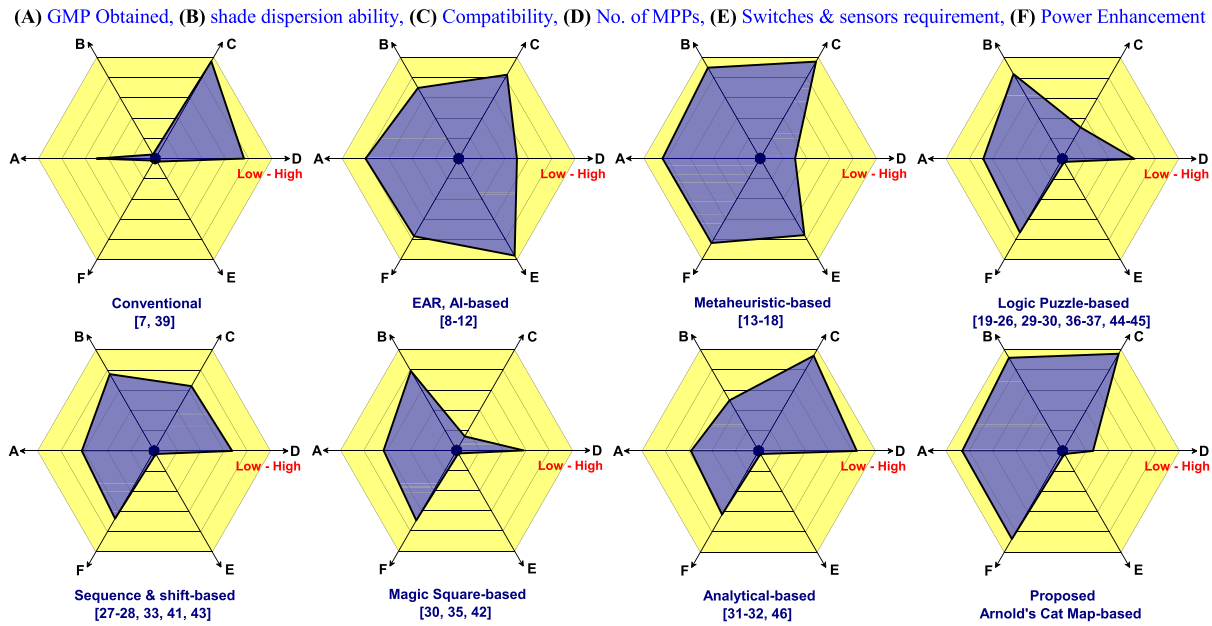 (A) GMP Obtained, (B) shade dispersion ability, (C) Compatibility, (D) No. of MPPs, (E) Switches & sensors requirement, (F) Power Enhancement
B C
A D
Low - High
F E
Conventional
[7, 39]
B C
A D
Low - High
F E
EAR, AI-based
[8-12]
B C
A D
Low - High
F E
Metaheuristic-based
[13-18]
B C
A D
Low - High
F E
Logic Puzzle-based
[19-26, 29-30, 36-37, 44-45]
B C
A D
Low - High
F E
Sequence & shift-based
[27-28, 33, 41, 43]
B C
A D
Low - High
F E
Magic Square-based
[30, 35, 42]
B C
A D
Low - High
F E
Analytical-based
[31-32, 46]
B C
A D
Low - High
F E
Proposed
Arnold's Cat Map-based